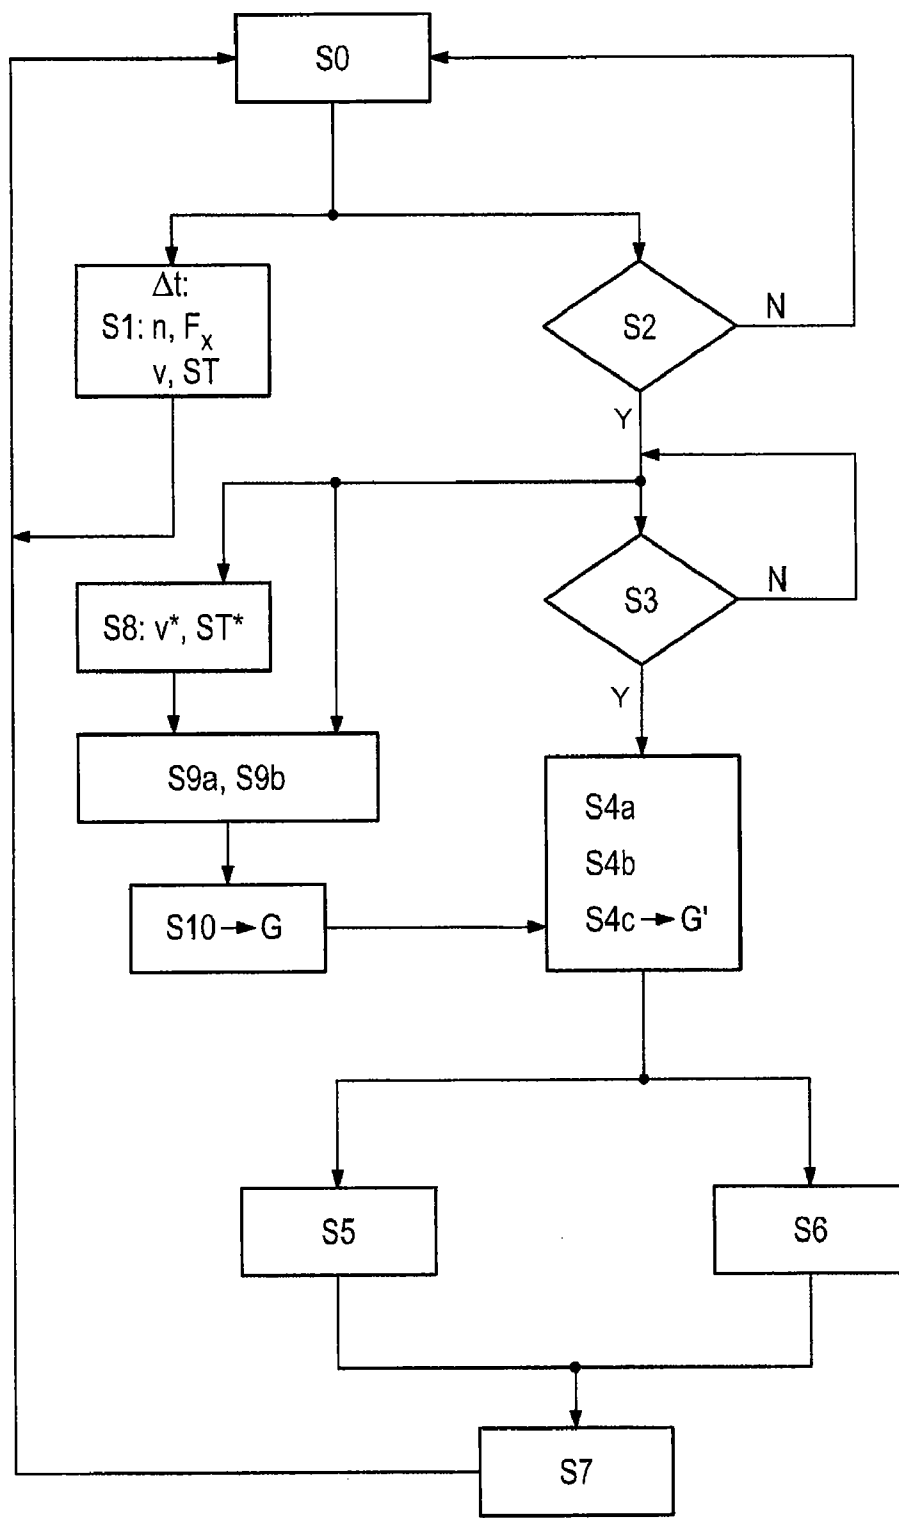 S0
Δt:
S1: n, Fx
v, ST
S2
N
Y
S3
N
Y
S8: v*, ST*
S9a, S9b
S4a
S4b
S4c → G'
S10 → G
S5
S6
S7